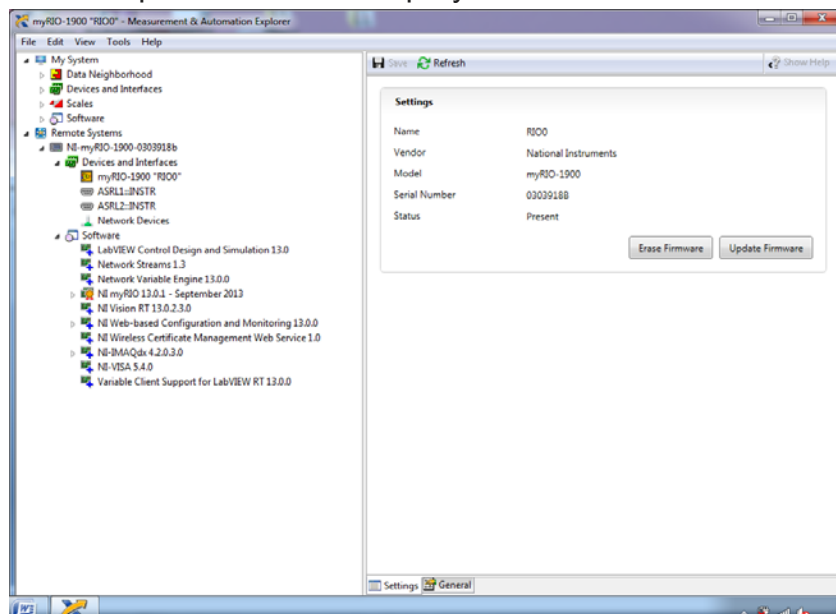 myRIO-1900 "RIO0" - Measurement & Automation Explorer
File Edit View Tools Help
My System
Data Neighborhood
Devices and Interfaces
Scales
Software
Remote Systems
NI-myRIO-1900-0303918b
Devices and Interfaces
myRIO-1900 "RIO0"
ASRL1::INSTR
ASRL2::INSTR
Network Devices
Software
LabVIEW Control Design and Simulation 13.0
Network Streams 1.3
Network Variable Engine 13.0.0
NI myRIO 13.0.1 - September 2013
NI Vision RT 13.0.2.3.0
NI Web-based Configuration and Monitoring 13.0.0
NI Wireless Certificate Management Web Service 1.0
NI-IMAQdx 4.2.0.3.0
NI-VISA 5.4.0
Variable Client Support for LabVIEW RT 13.0.0
Save Refresh Show Help
Settings
Name RIO0
Vendor National Instruments
Model myRIO-1900
Serial Number 0303918B
Status Present
Erase Firmware Update Firmware
Settings General